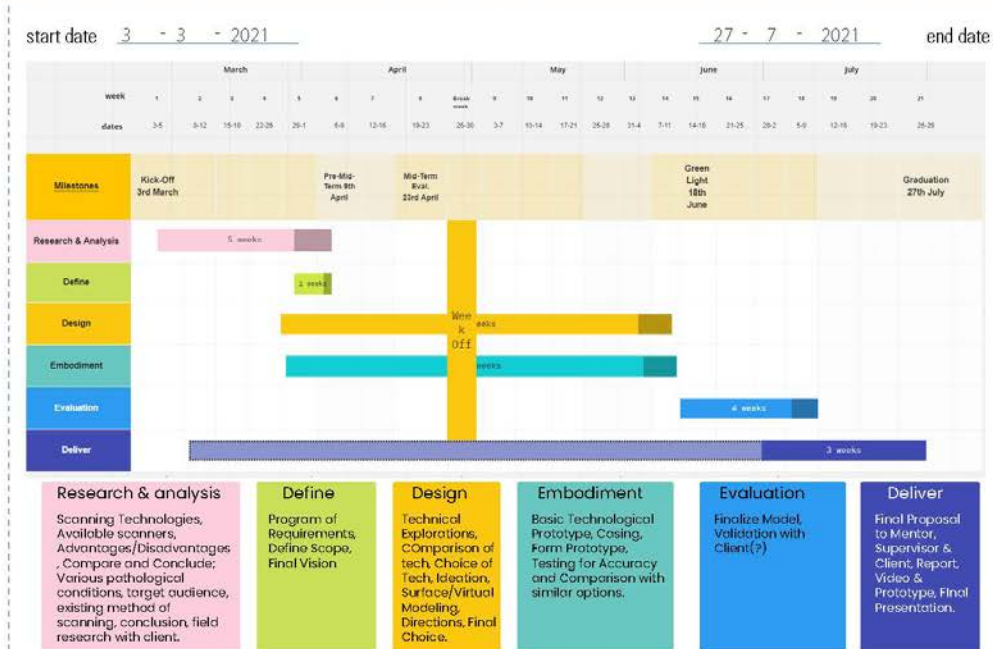 start date 3 - 3 - 2021 27 - 7 - 2021 end date
March April May June July
week 1 2 3 4 5 6 7 8 Break week 9 10 11 12 13 14 15 16 17 18 19 20 21
dates 3-5 8-12 15-19 22-26 29-1 6-9 12-16 19-23 26-30 3-7 10-14 17-21 25-28 31-4 7-11 14-18 21-25 28-2 5-9 12-16 19-23 26-29
Milestones
Kick-Off
3rd March
Pre-Mid-
Term 9th
April
Mid-Term
Eval.
23rd April
Green
Light
18th
June
Graduation
27th July
Research & Analysis
5 weeks
Define
weeks
Design
Wee
k
Off
eeks
Embodiment
weeks
Evaluation
4 weeks
Deliver
3 weeks
Research & analysis
Scanning Technologies,
Available scanners,
Advantages/Disadvantages
, Compare and Conclude;
Various pathological
conditions, target audience,
existing method of
scanning, conclusion, field
research with client.
Define
Program of
Requirements,
Define Scope,
Final Vision
Design
Technical
Explorations,
COmparison of
tech, Choice of
Tech, Ideation,
Surface/Virtual
Modeling,
Directions, Final
Choice.
Embodiment
Basic Technological
Prototype, Casing,
Form Prototype,
Testing for Accuracy
and Comparison with
similar options.
Evaluation
Finalize Model,
Validation with
Client(?)
Deliver
Final Proposal
to Mentor,
Supervisor &
Client, Report,
Video &
Prototype, FInal
Presentation.